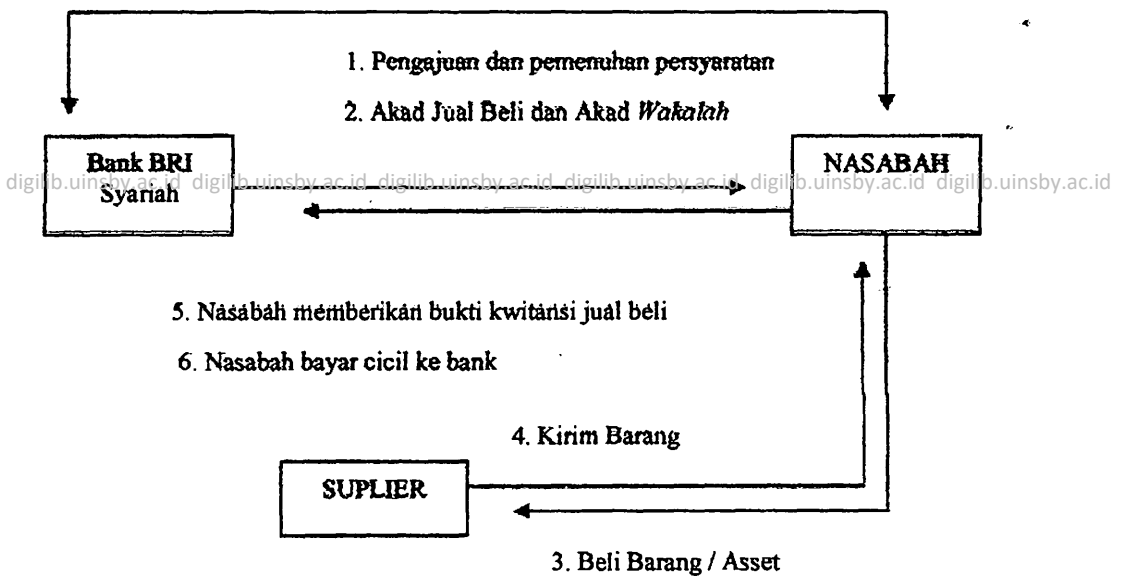 1. Pengajuan dan pemenuhan persyaratan
2. Akad Jual Beli dan Akad Wakalah
Bank BRI
Syariah
NASABAH
digilib.uinsby.ac.id digilib.uinsby.ac.id digilib.uinsby.ac.id digilib.uinsby.ac.id digilib.uinsby.ac.id digilib.uinsby.ac.id
5. Nasabah memberikan bukti kwitansi jual beli
6. Nasabah bayar cicil ke bank
4. Kirim Barang
SUPLIER
3. Beli Barang / Asset